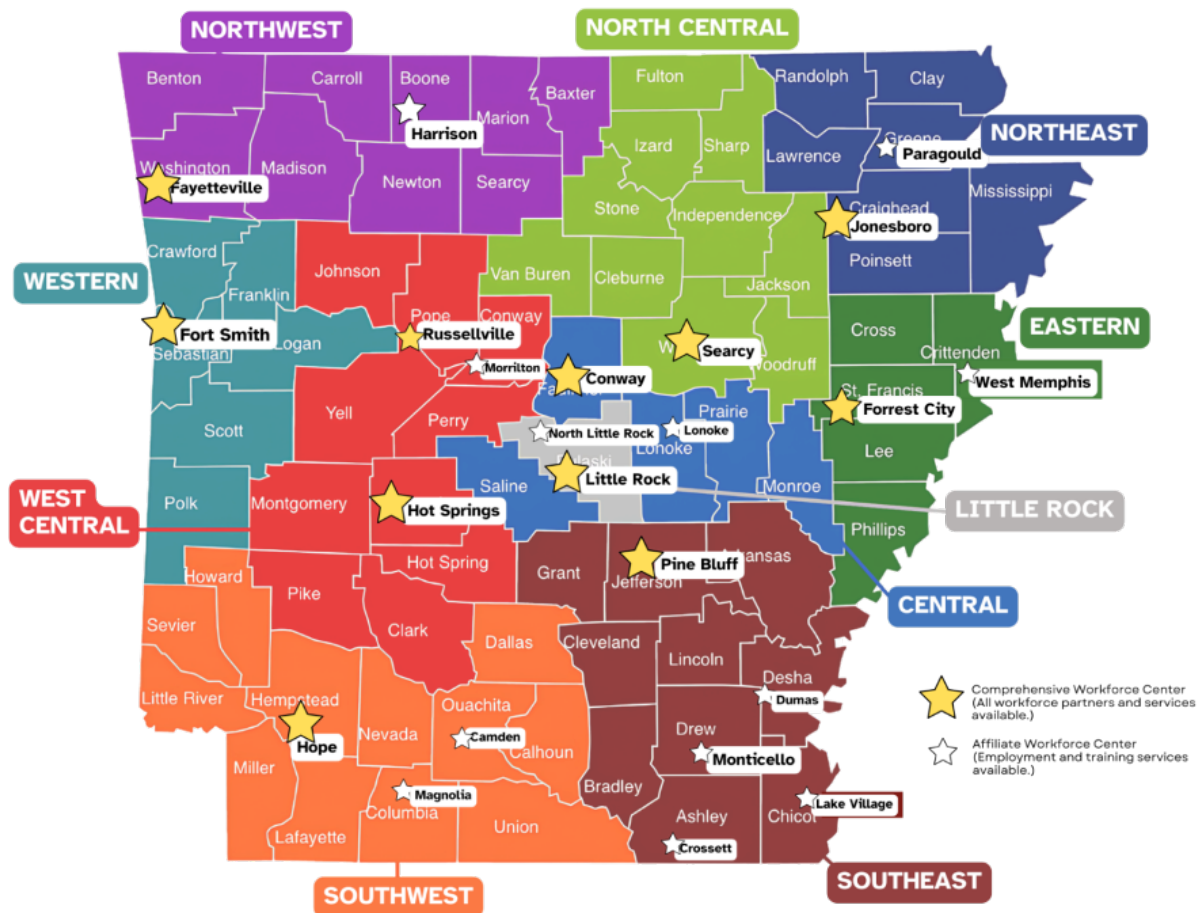 NORTHWEST
NORTH CENTRAL
Benton
Carroll
Boone
Marion
Baxter
Fulton
Randolph
Clay
Harrison
Izard
Sharp
Lawrence
Greene
Paragould
NORTHEAST
Washington
Fayetteville
Madison
Newton
Searcy
Stone
Independence
Craighead
Jonesboro
Mississippi
Crawford
WESTERN
Franklin
Johnson
Van Buren
Cleburne
Jackson
Poinsett
Fort Smith
Sebastian
Logan
Pope
Russellville
Conway
Morrilton
Searcy
Woodruff
Cross
EASTERN
Crittenden
West Memphis
Conway
Scott
Yell
Perry
North Little Rock
Lonoke
Lonoke
Prairie
St. Francis
Forrest City
Lee
Pulaski
Little Rock
Polk
WEST
CENTRAL
Montgomery
Hot Springs
Saline
Monroe
LITTLE ROCK
Phillips
Howard
Pike
Hot Spring
Grant
Pine Bluff
Jefferson
Arkansas
CENTRAL
Sevier
Clark
Dallas
Cleveland
Lincoln
Desha
Little River
Hempstead
Hope
Nevada
Ouachita
Camden
Calhoun
Drew
Dumas
Monticello
Miller
Magnolia
Columbia
Lafayette
Union
Bradley
Ashley
Crossett
Chicot
Lake Village
SOUTHWEST
SOUTHEAST
Comprehensive Workforce Center
(All workforce partners and services
available.)
Affiliate Workforce Center
(Employment and training services
available.)